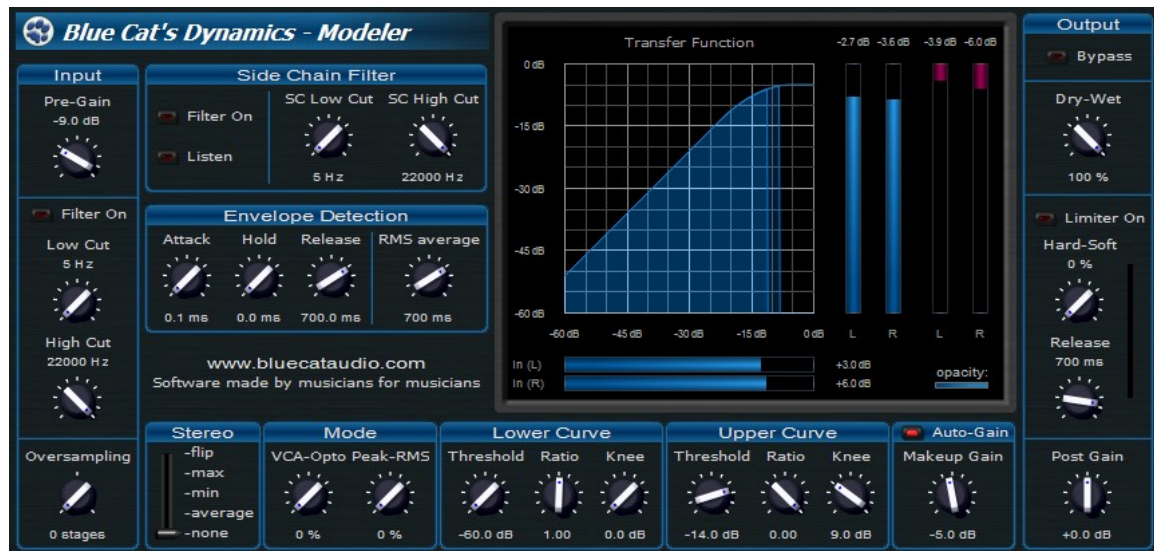 Blue Cat's Dynamics - Modeler
Input
Pre-Gain
-9.0 dB
Filter On
Low Cut
5 Hz
High Cut
22000 Hz
Oversampling
0 stages
Side Chain Filter
Filter On
Listen
SC Low Cut SC High Cut
5 Hz 22000 Hz
Envelope Detection
Attack Hold Release RMS average
0.1 ms 0.0 ms 700.0 ms 700 ms
www.bluecataudio.com
Software made by musicians for musicians
Transfer Function
-2.7 dB -3.6 dB -3.9 dB -6.0 dB
0 dB
-15 dB
-30 dB
-45 dB
-60 dB
-60 dB -45 dB -30 dB -15 dB 0 dB L R L R
In (L) +3.0 dB
In (R) +6.0 dB
opacity:
Stereo
-flip
-max
-min
-average
-none
Mode
VCA-Opto Peak-RMS
0 % 0 %
Lower Curve
Threshold Ratio Knee
-60.0 dB 1.00 0.0 dB
Upper Curve
Threshold Ratio Knee
-14.0 dB 0.00 9.0 dB
Auto-Gain
Makeup Gain
-5.0 dB
Output
Bypass
Dry-Wet
100 %
Limiter On
Hard-Soft
0 %
Release
700 ms
Post Gain
+0.0 dB